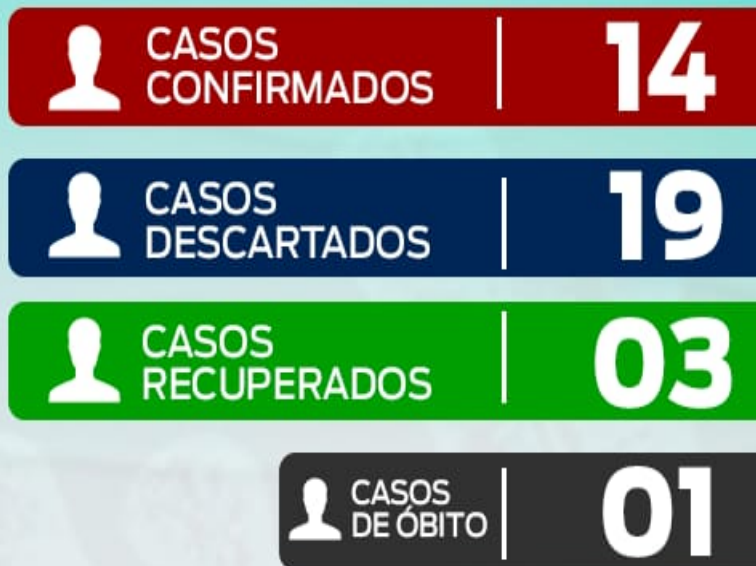 CASOS
CONFIRMADOS
14
CASOS
DESCARTADOS
19
CASOS
RECUPERADOS
03
CASOS
DE ÓBITO
01